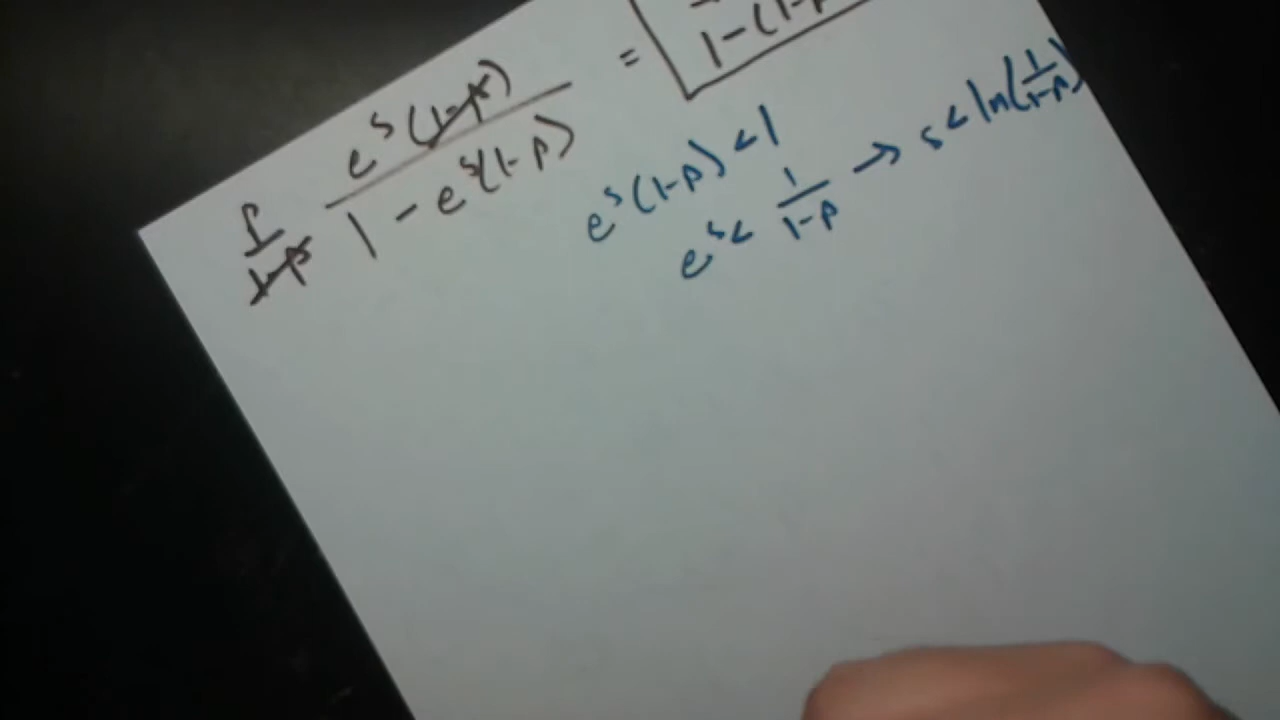 p/(1-p) e^s(1-p)/(1 - e^s(1-p)) =
1-(1-p
e^s(1-p) < 1
e^s < 1/(1-p) → s < ln(1/(1-p))